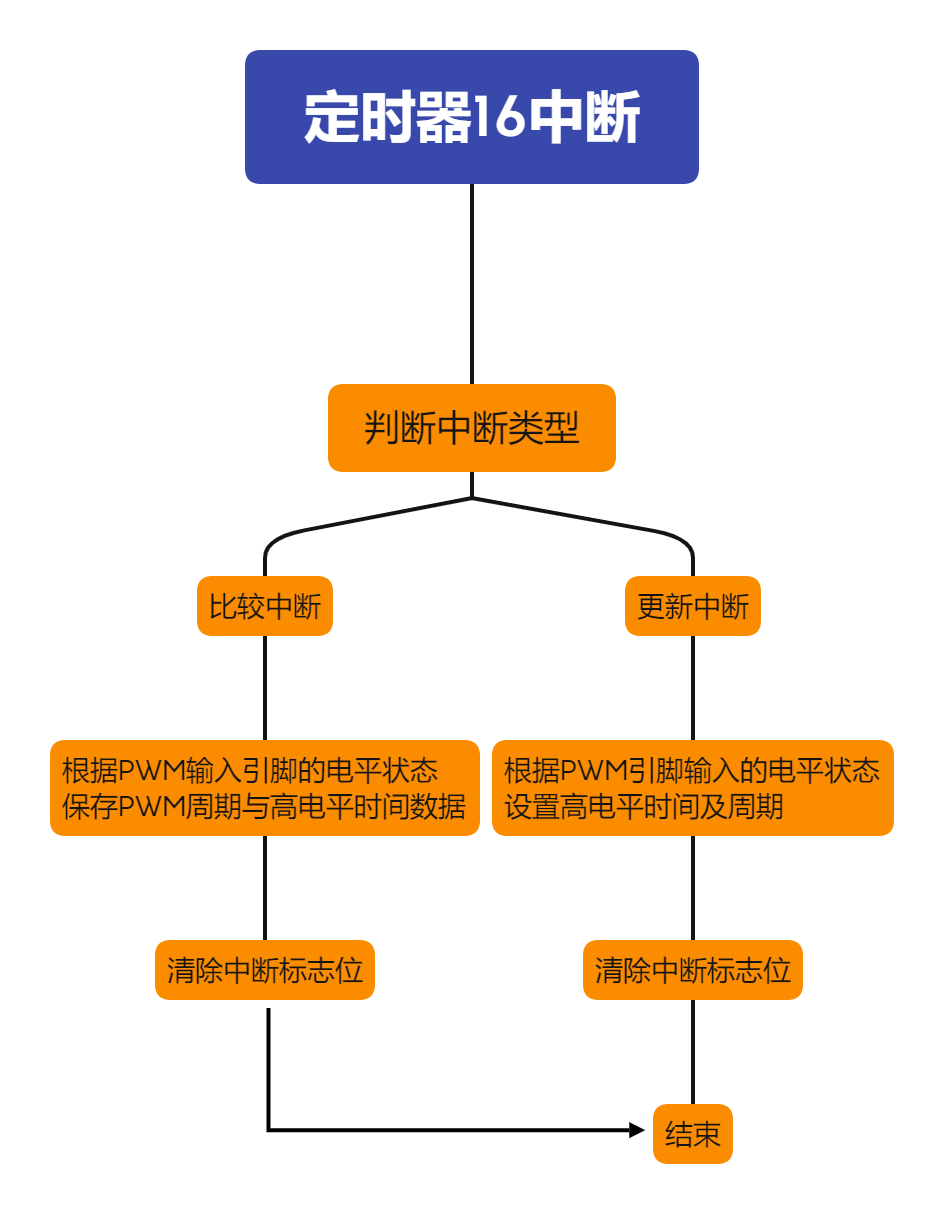 定时器16中断
判断中断类型
比较中断
更新中断
根据PWM输入引脚的电平状态
保存PWM周期与高电平时间数据
根据PWM引脚输入的电平状态
设置高电平时间及周期
清除中断标志位
清除中断标志位
结束